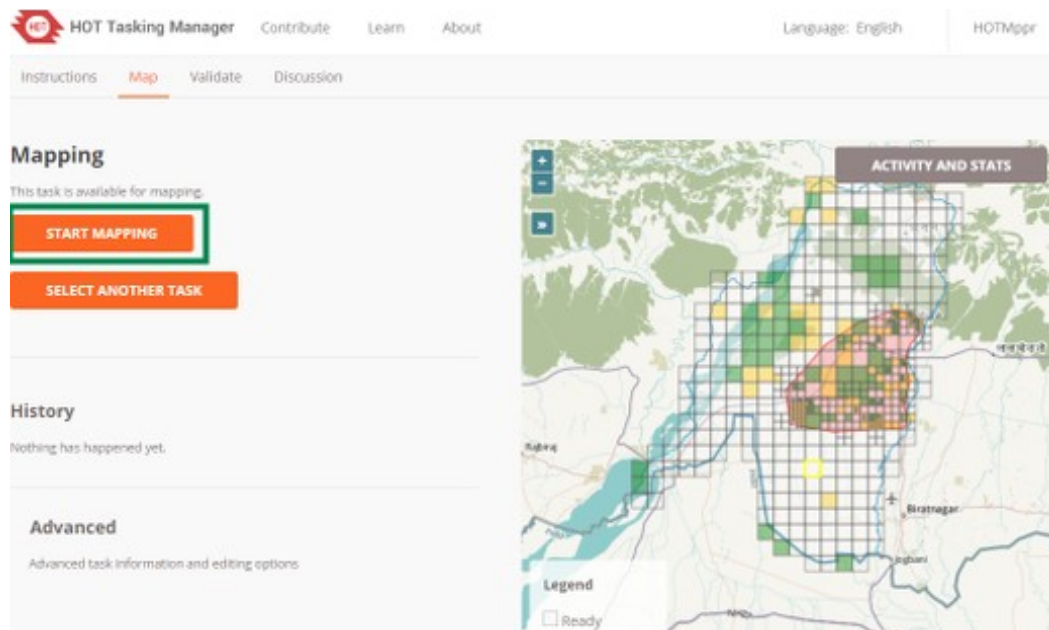 HOT Tasking Manager Contribute Learn About Language: English HOTMppr
Instructions Map Validate Discussion
Mapping
This task is available for mapping.
START MAPPING
SELECT ANOTHER TASK
History
Nothing has happened yet.
Advanced
Advanced task information and editing options
+
ACTIVITY AND STATS
-
»
Biratnagar
Jogbani
Legend
Ready